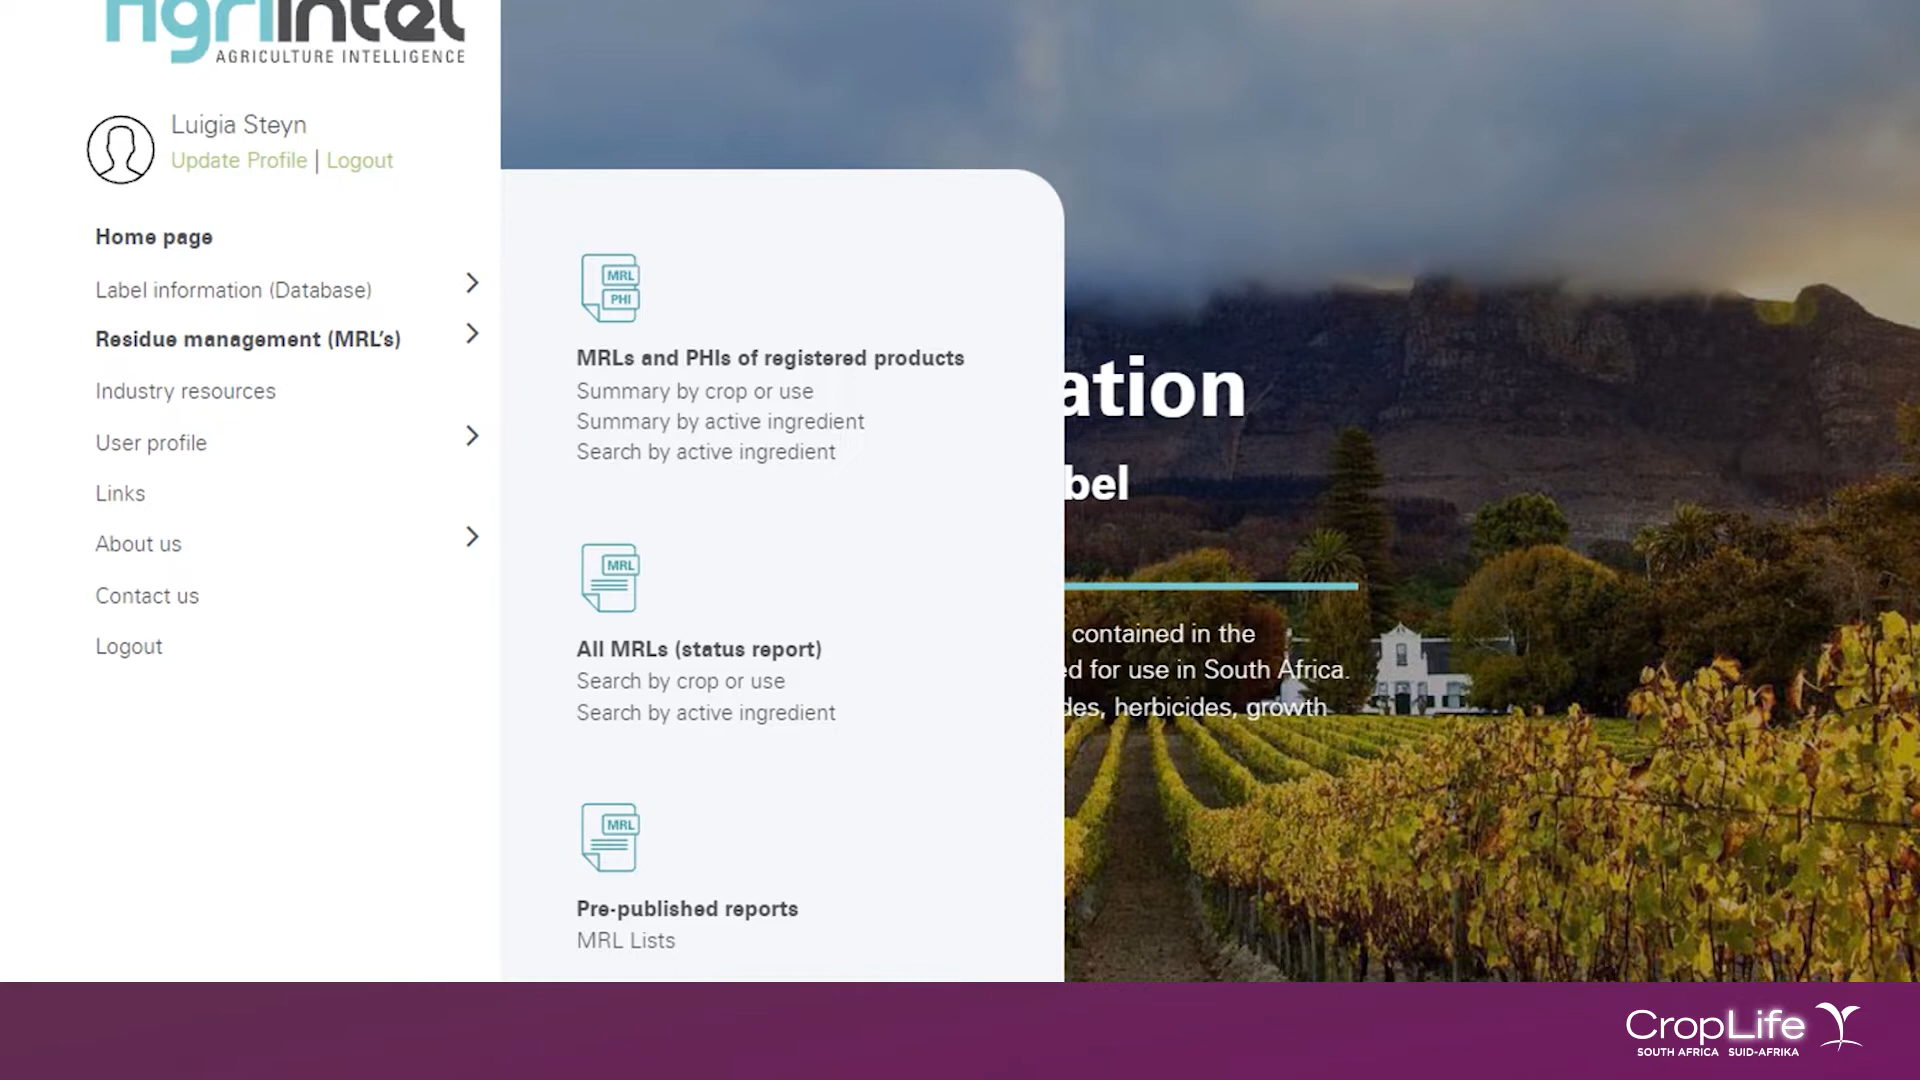 AgriIntel
AGRICULTURE INTELLIGENCE
Luigia Steyn
Update Profile | Logout
Home page
Label information (Database)
Residue management (MRL's)
Industry resources
User profile
Links
About us
Contact us
Logout
MRL
PHI
MRLs and PHIs of registered products
Summary by crop or use
Summary by active ingredient
Search by active ingredient
MRL
All MRLs (status report)
Search by crop or use
Search by active ingredient
MRL
Pre-published reports
MRL Lists
ation
bel
contained in the
ed for use in South Africa.
des, herbicides, growth
CropLife
SOUTH AFRICA SUID-AFRIKA